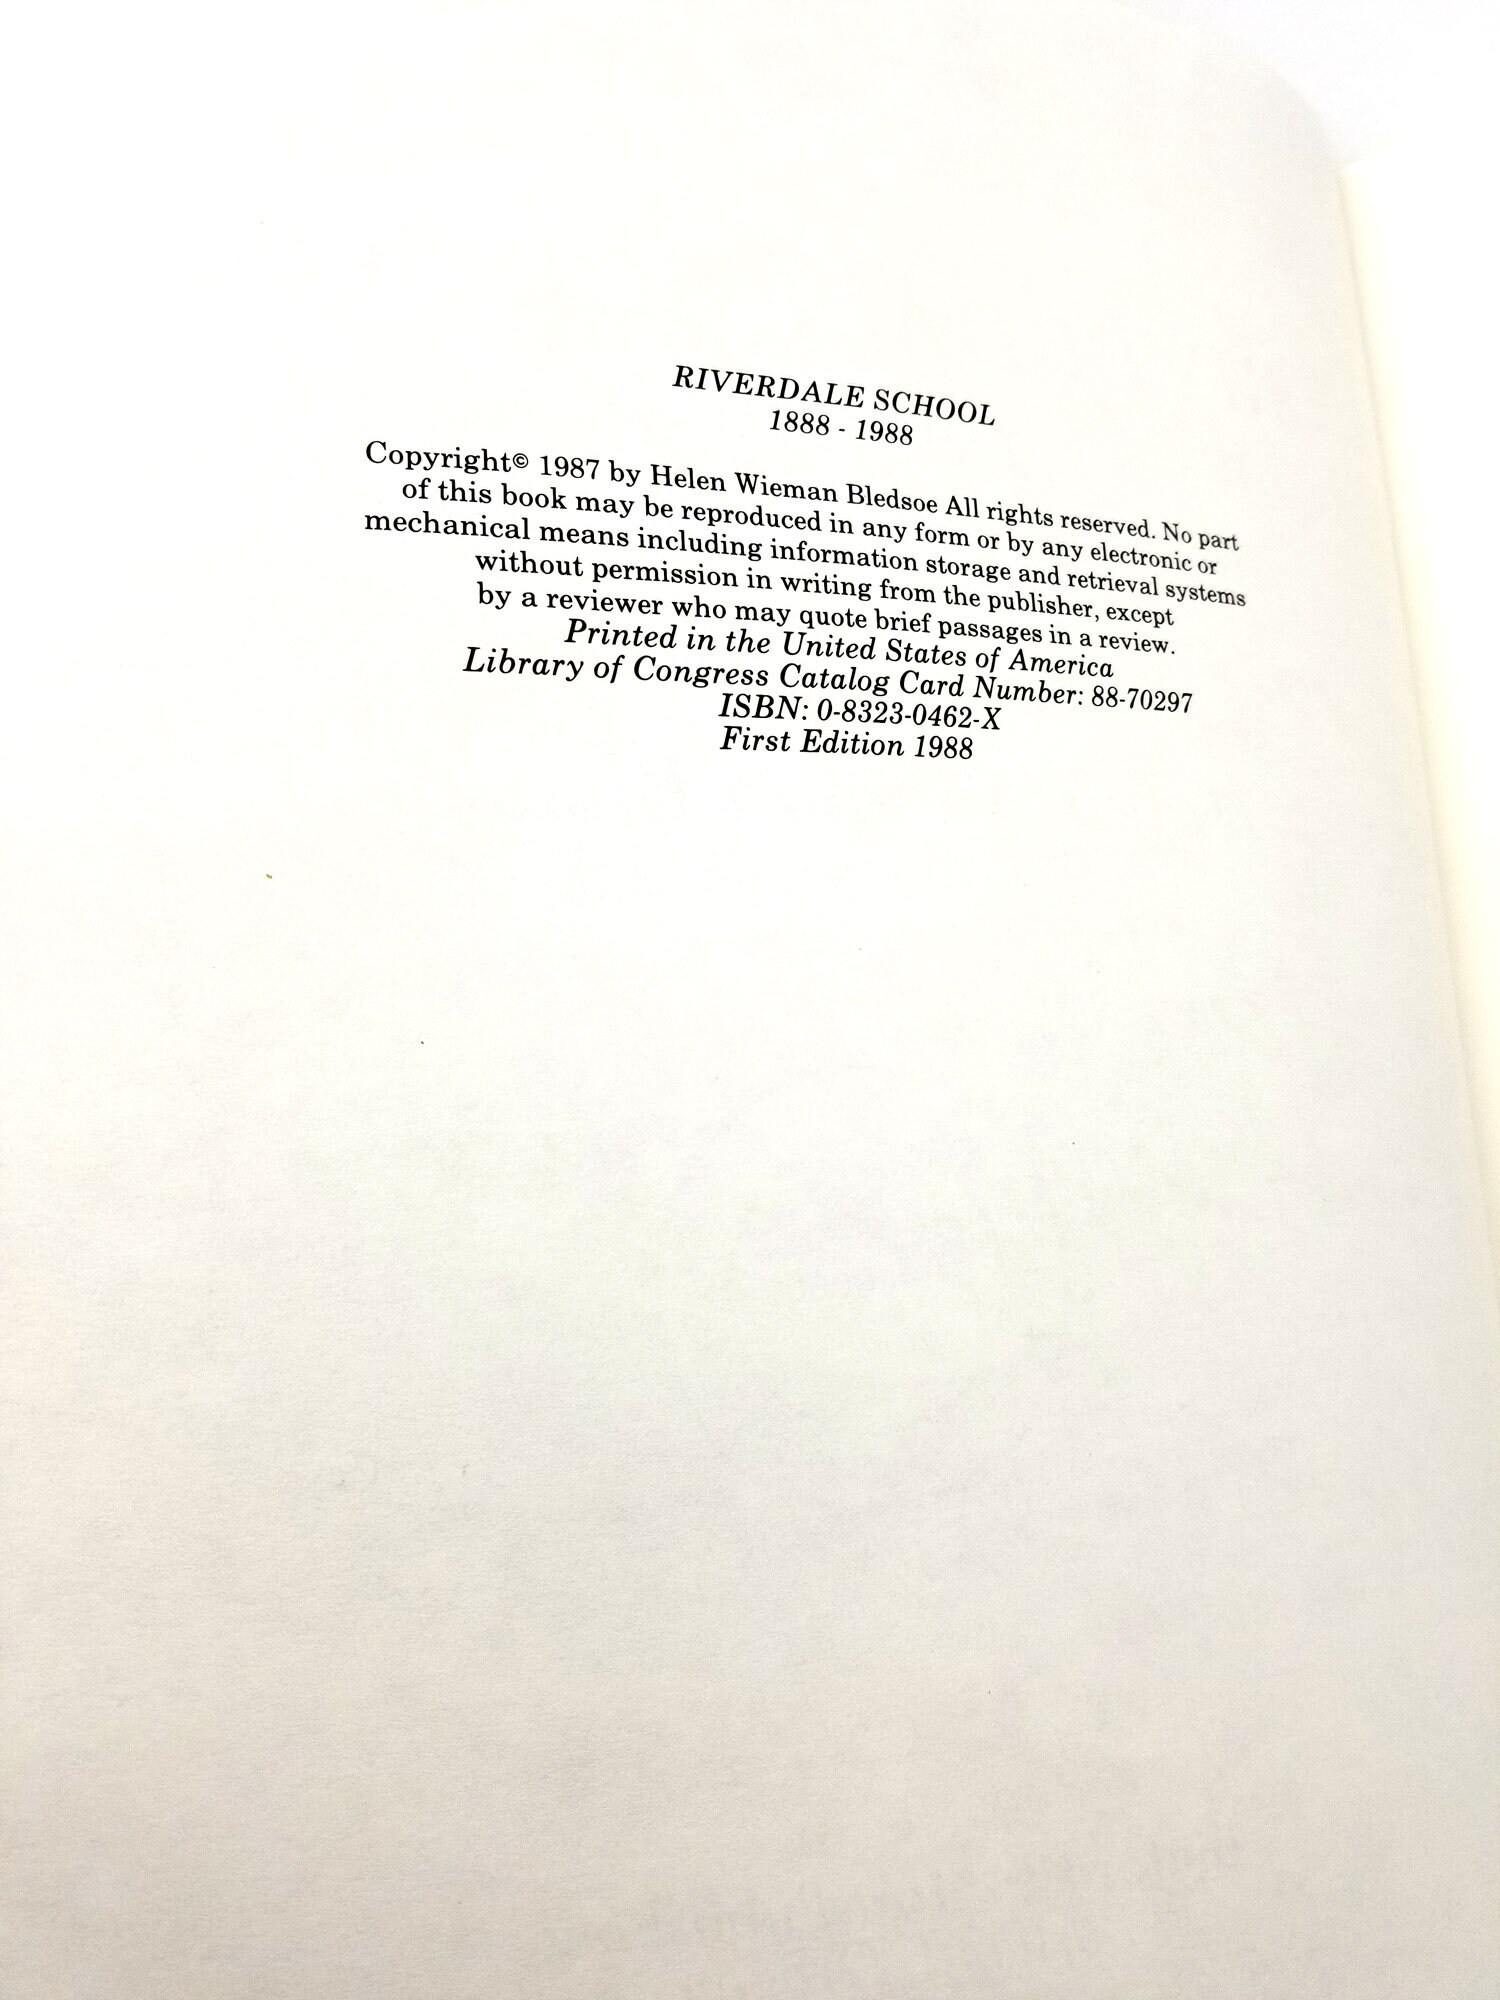 RIVERDALE SCHOOL
1888 - 1988
Copyright© 1987 by Helen Wieman Bledsoe All rights reserved. No part
of this book may be reproduced in any form or by any electronic or
mechanical means including information storage and retrieval systems
without permission in writing from the publisher, except
by a reviewer who may quote brief passages in a review.
Printed in the United States of America
Library of Congress Catalog Card Number: 88-70297
ISBN: 0-8323-0462-X
First Edition 1988